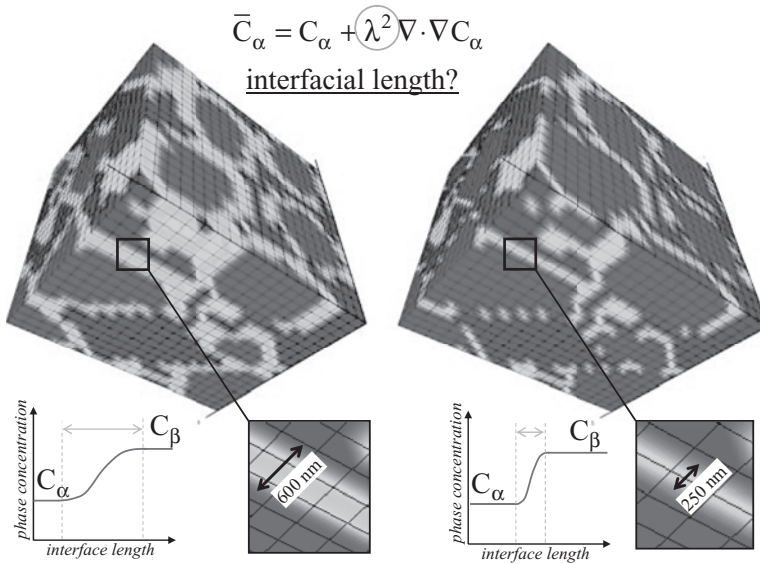 C̅α = Cα + λ² ∇·∇Cα
interfacial length?
phase concentration
Cα
Cβ
interface length
600 nm
phase concentration
Cα
Cβ
interface length
250 nm